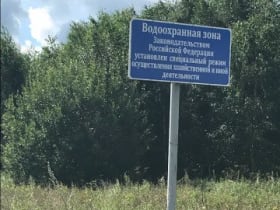 Водоохранная зона
Законодательством
Российской Федерации
установлен специальный режим
осуществления хозяйственной и иной
деятельности